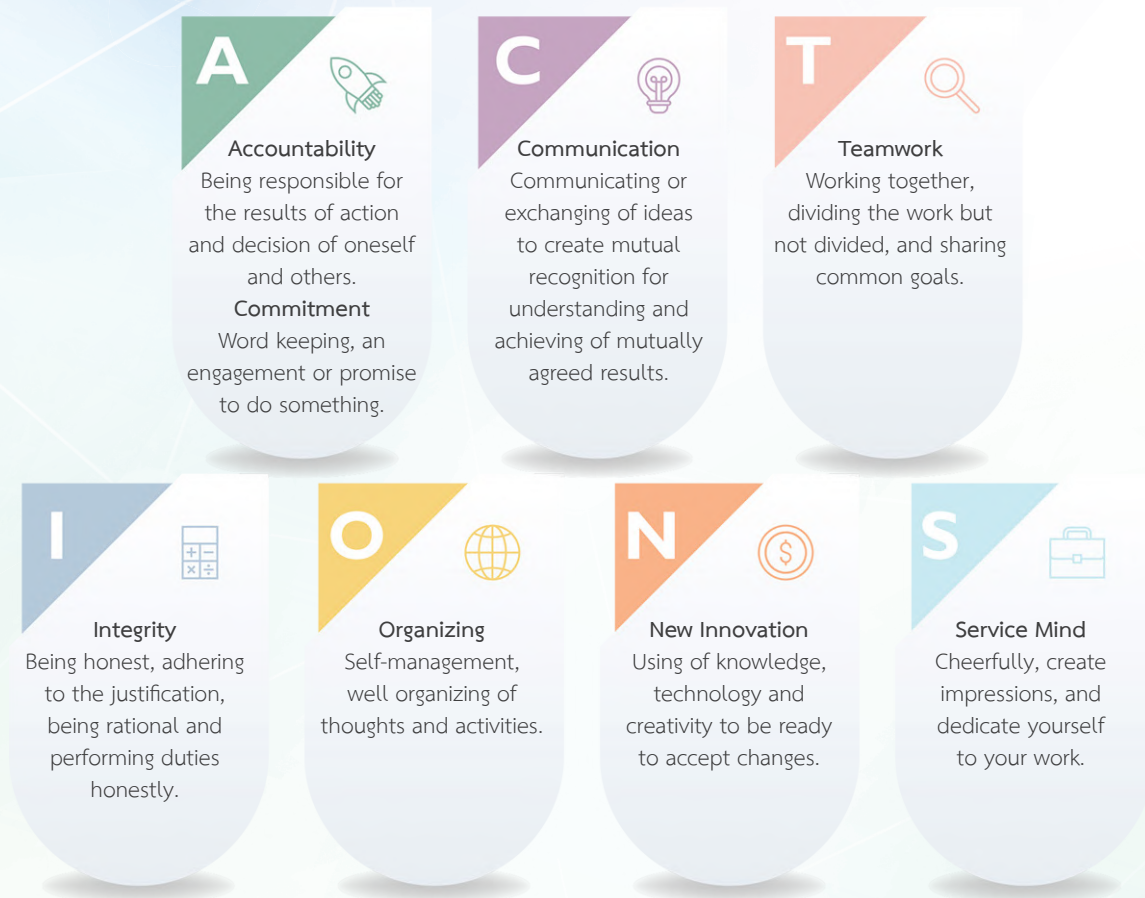 A
Accountability
Being responsible for
the results of action
and decision of oneself
and others.
Commitment
Word keeping, an
engagement or promise
to do something.
C
Communication
Communicating or
exchanging of ideas
to create mutual
recognition for
understanding and
achieving of mutually
agreed results.
T
Teamwork
Working together,
dividing the work but
not divided, and sharing
common goals.
I
Integrity
Being honest, adhering
to the justification,
being rational and
performing duties
honestly.
O
Organizing
Self-management,
well organizing of
thoughts and activities.
N
$
New Innovation
Using of knowledge,
technology and
creativity to be ready
to accept changes.
S
Service Mind
Cheerfully, create
impressions, and
dedicate yourself
to your work.